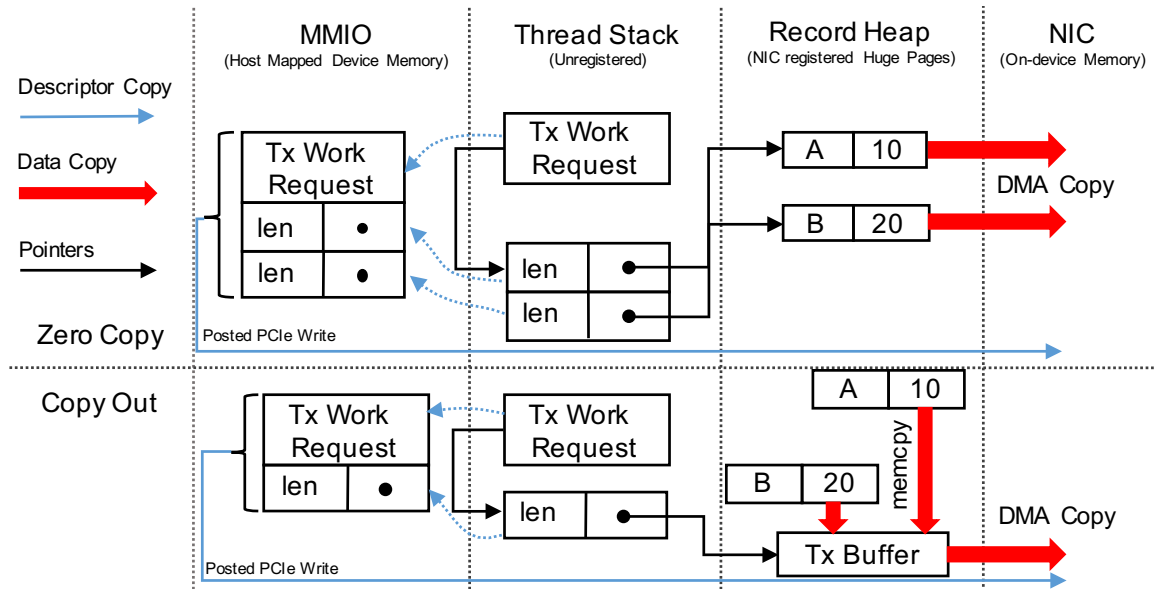 MMIO
(Host Mapped Device Memory)
Thread Stack
(Unregistered)
Record Heap
(NIC registered Huge Pages)
NIC
(On-device Memory)
Descriptor Copy
Data Copy
Pointers
Zero Copy
Tx Work
Request
len
len
Tx Work
Request
len
len
A 10
B 20
DMA Copy
Posted PCIe Write
Copy Out
Tx Work
Request
len
Tx Work
Request
len
A 10
memcpy
B 20
Tx Buffer
DMA Copy
Posted PCIe Write